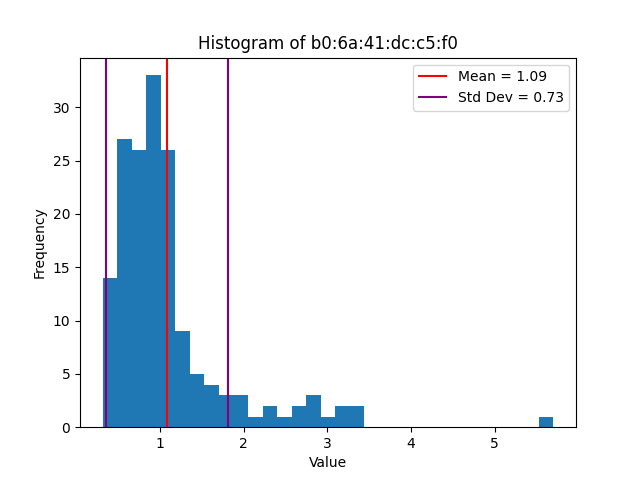 Histogram of b0:6a:41:dc:c5:f0
Mean = 1.09
Std Dev = 0.73
Frequency
30
25
20
15
10
5
0
1 2 3 4 5
Value